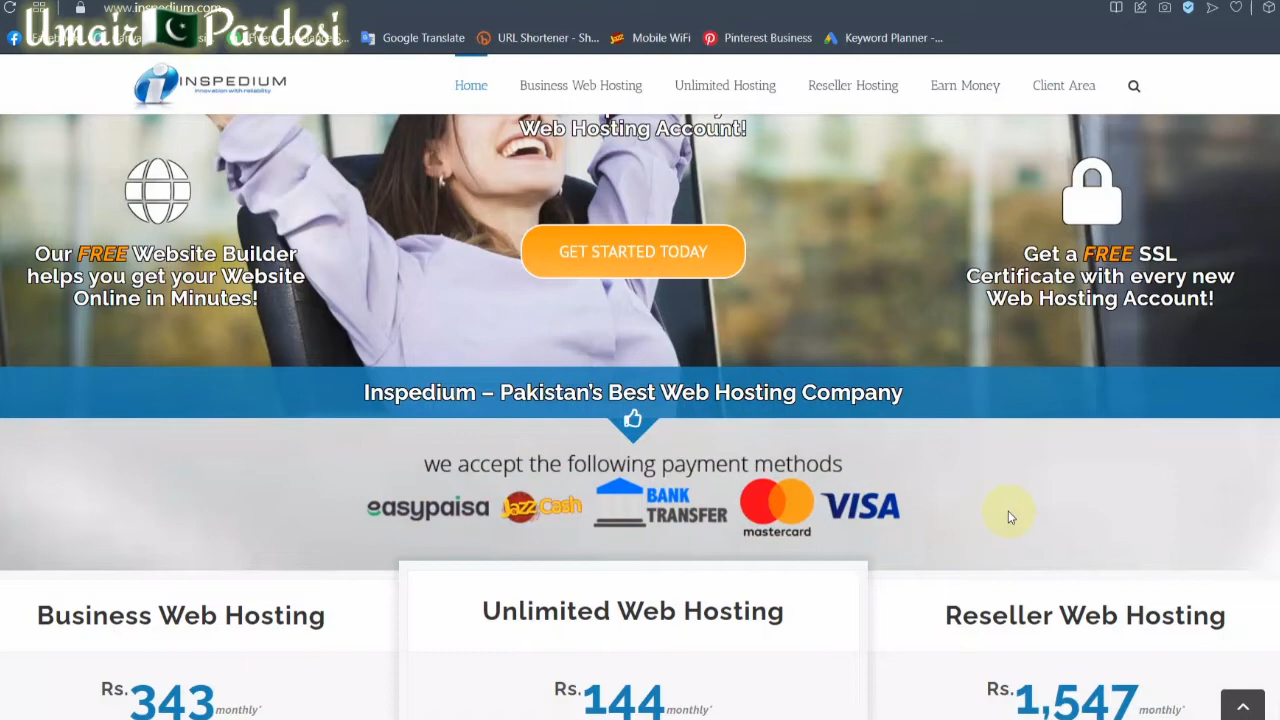 www.inspedium.com
Umair Pardesi
Google Translate
URL Shortener - Sh...
Mobile WiFi
Pinterest Business
Keyword Planner -...
INSPEDIUM
innovation with reliability
Home
Business Web Hosting
Unlimited Hosting
Reseller Hosting
Earn Money
Client Area
Web Hosting Account!
Our FREE Website Builder
helps you get your Website
Online in Minutes!
GET STARTED TODAY
Get a FREE SSL
Certificate with every new
Web Hosting Account!
Inspedium – Pakistan's Best Web Hosting Company
we accept the following payment methods
easypaisa
JazzCash
BANK
TRANSFER
mastercard
VISA
Business Web Hosting
Rs.343 monthly*
Unlimited Web Hosting
Rs.144 monthly*
Reseller Web Hosting
Rs.1,547 monthly*